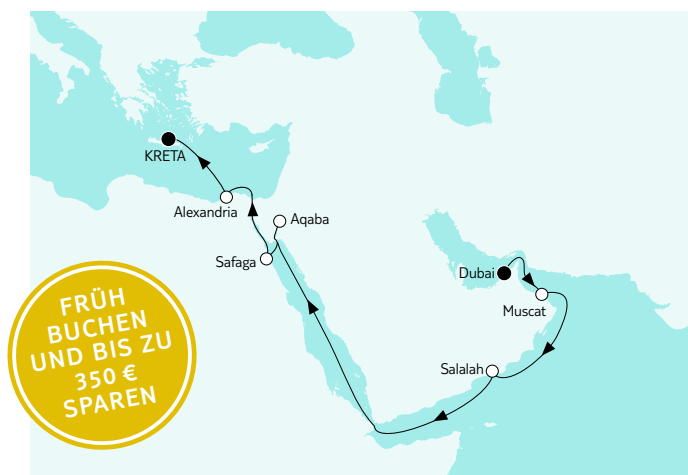 KRETA
Alexandria
Aqaba
Safaga
Dubai
Muscat
Salalah
FRÜH
BUCHEN
UND BIS ZU
350 €
SPAREN